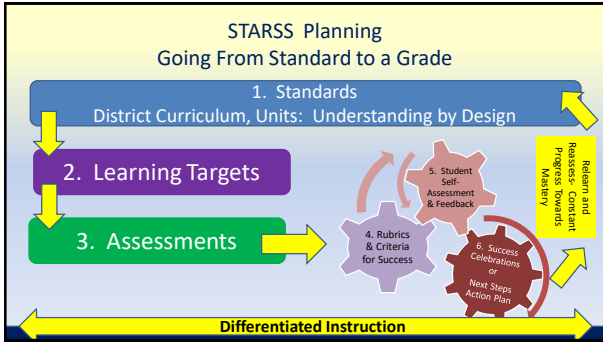 STARSS Planning
Going From Standard to a Grade
1. Standards
District Curriculum, Units: Understanding by Design
2. Learning Targets
3. Assessments
4. Rubrics
& Criteria
for Success
5. Student
Self-
Assessment
& Feedback
6. Success
Celebrations
or
Next Steps
Action Plan
Relearn and
Reassess- Constant
Progress Towards
Mastery
Differentiated Instruction